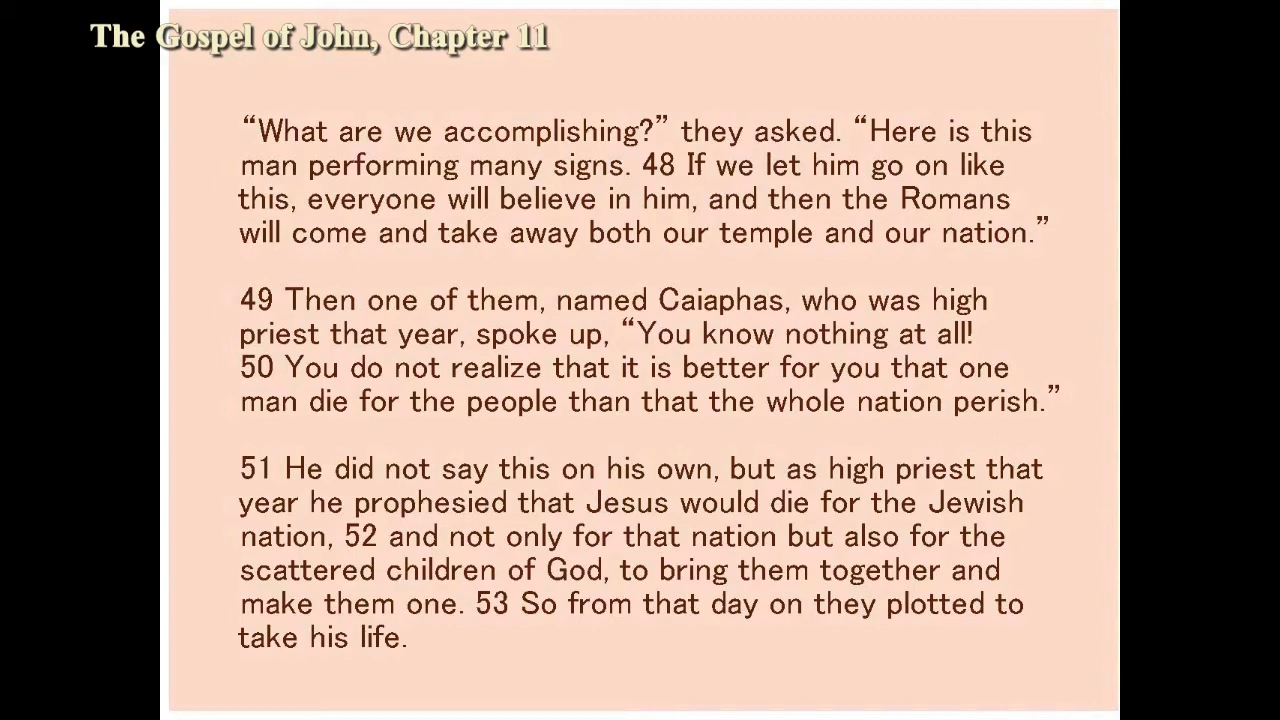 The Gospel of John, Chapter 11
“What are we accomplishing?” they asked. “Here is this
man performing many signs. 48 If we let him go on like
this, everyone will believe in him, and then the Romans
will come and take away both our temple and our nation.”
49 Then one of them, named Caiaphas, who was high
priest that year, spoke up, “You know nothing at all!
50 You do not realize that it is better for you that one
man die for the people than that the whole nation perish.”
51 He did not say this on his own, but as high priest that
year he prophesied that Jesus would die for the Jewish
nation, 52 and not only for that nation but also for the
scattered children of God, to bring them together and
make them one. 53 So from that day on they plotted to
take his life.